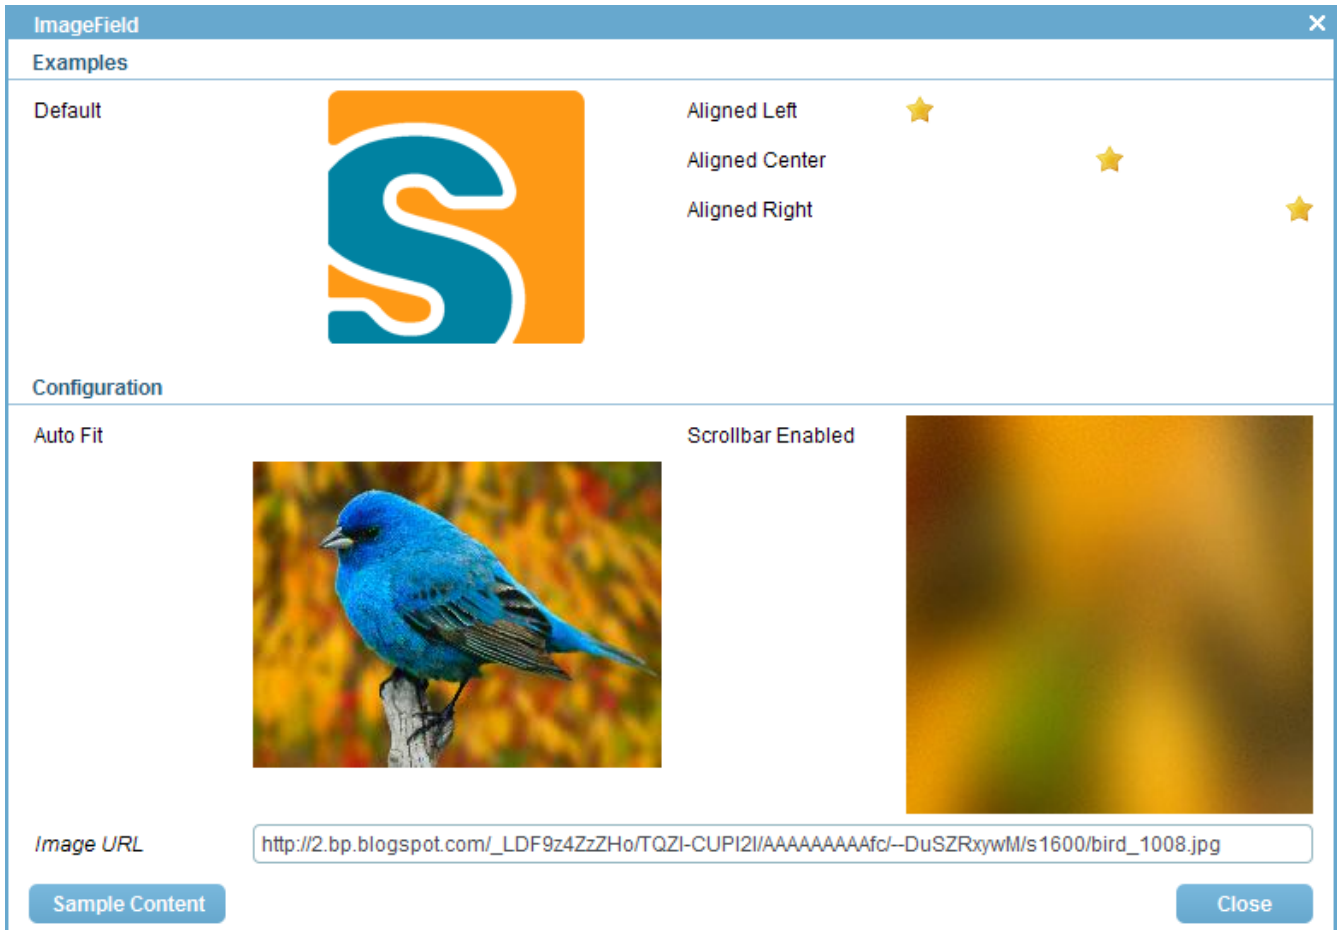 ImageField
Examples
Default
Aligned Left
Aligned Center
Aligned Right
Configuration
Auto Fit
Scrollbar Enabled
Image URL
http://2.bp.blogspot.com/_LDF9z4ZzZHo/TQZI-CUPI2I/AAAAAAAAAfc/--DuSZRxywM/s1600/bird_1008.jpg
Sample Content
Close